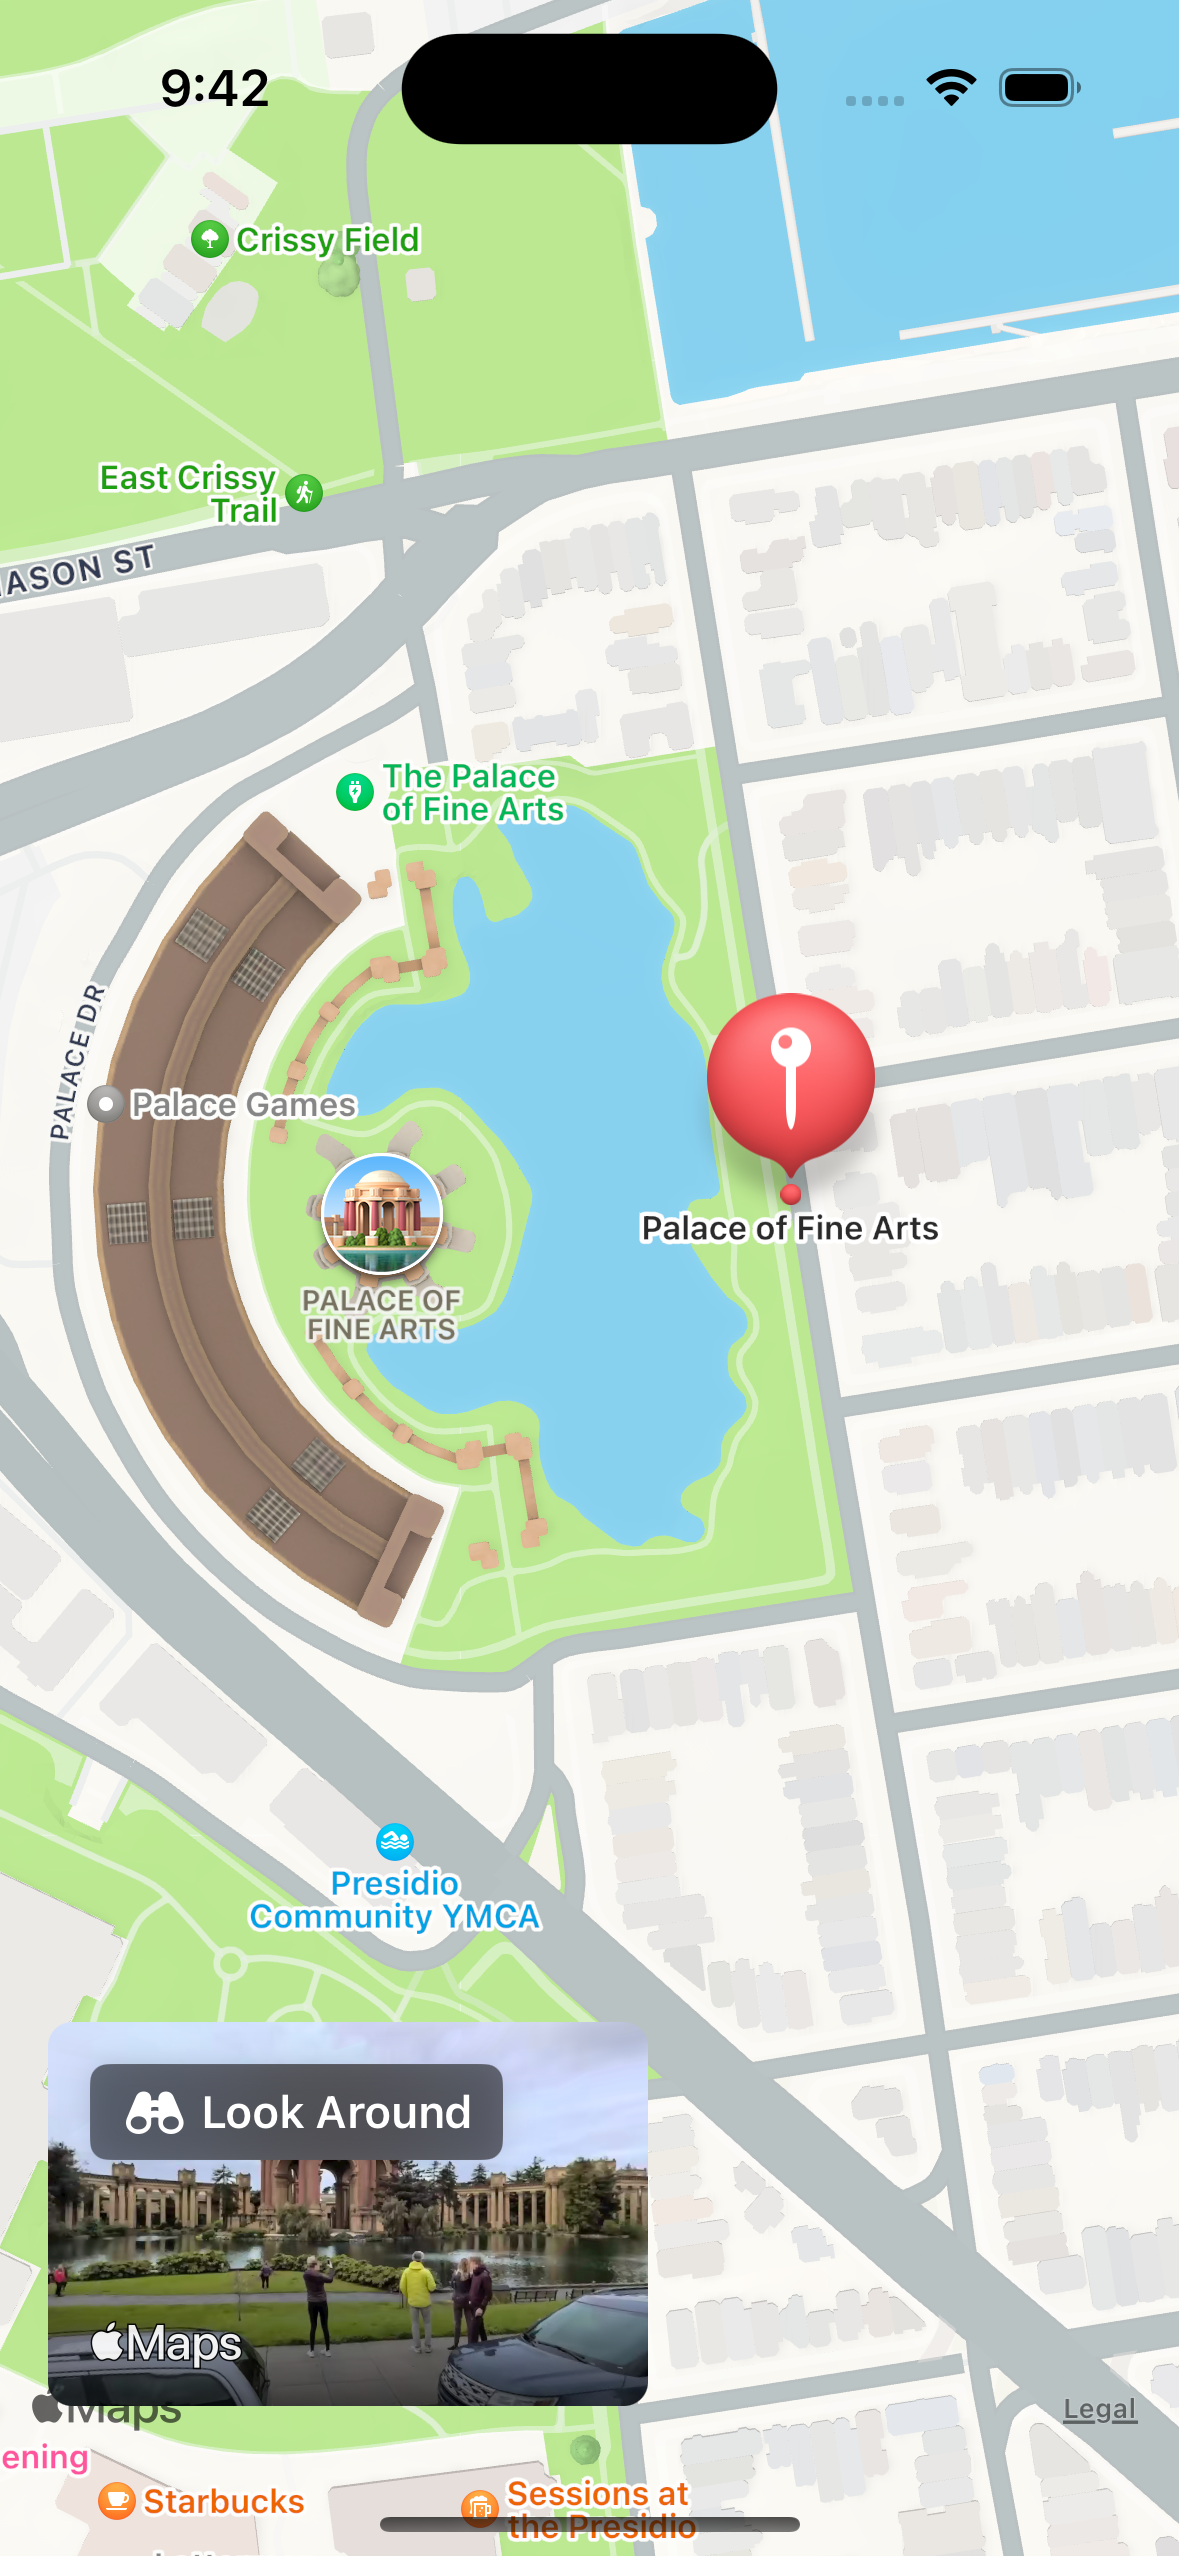 9:42
Crissy Field
East Crissy
Trail
ASON ST
The Palace
of Fine Arts
PALACE DR
Palace Games
Palace of Fine Arts
PALACE OF
FINE ARTS
Presidio
Community YMCA
Look Around
Maps
Maps
Legal
ening
Starbucks
Sessions at
the Presidio